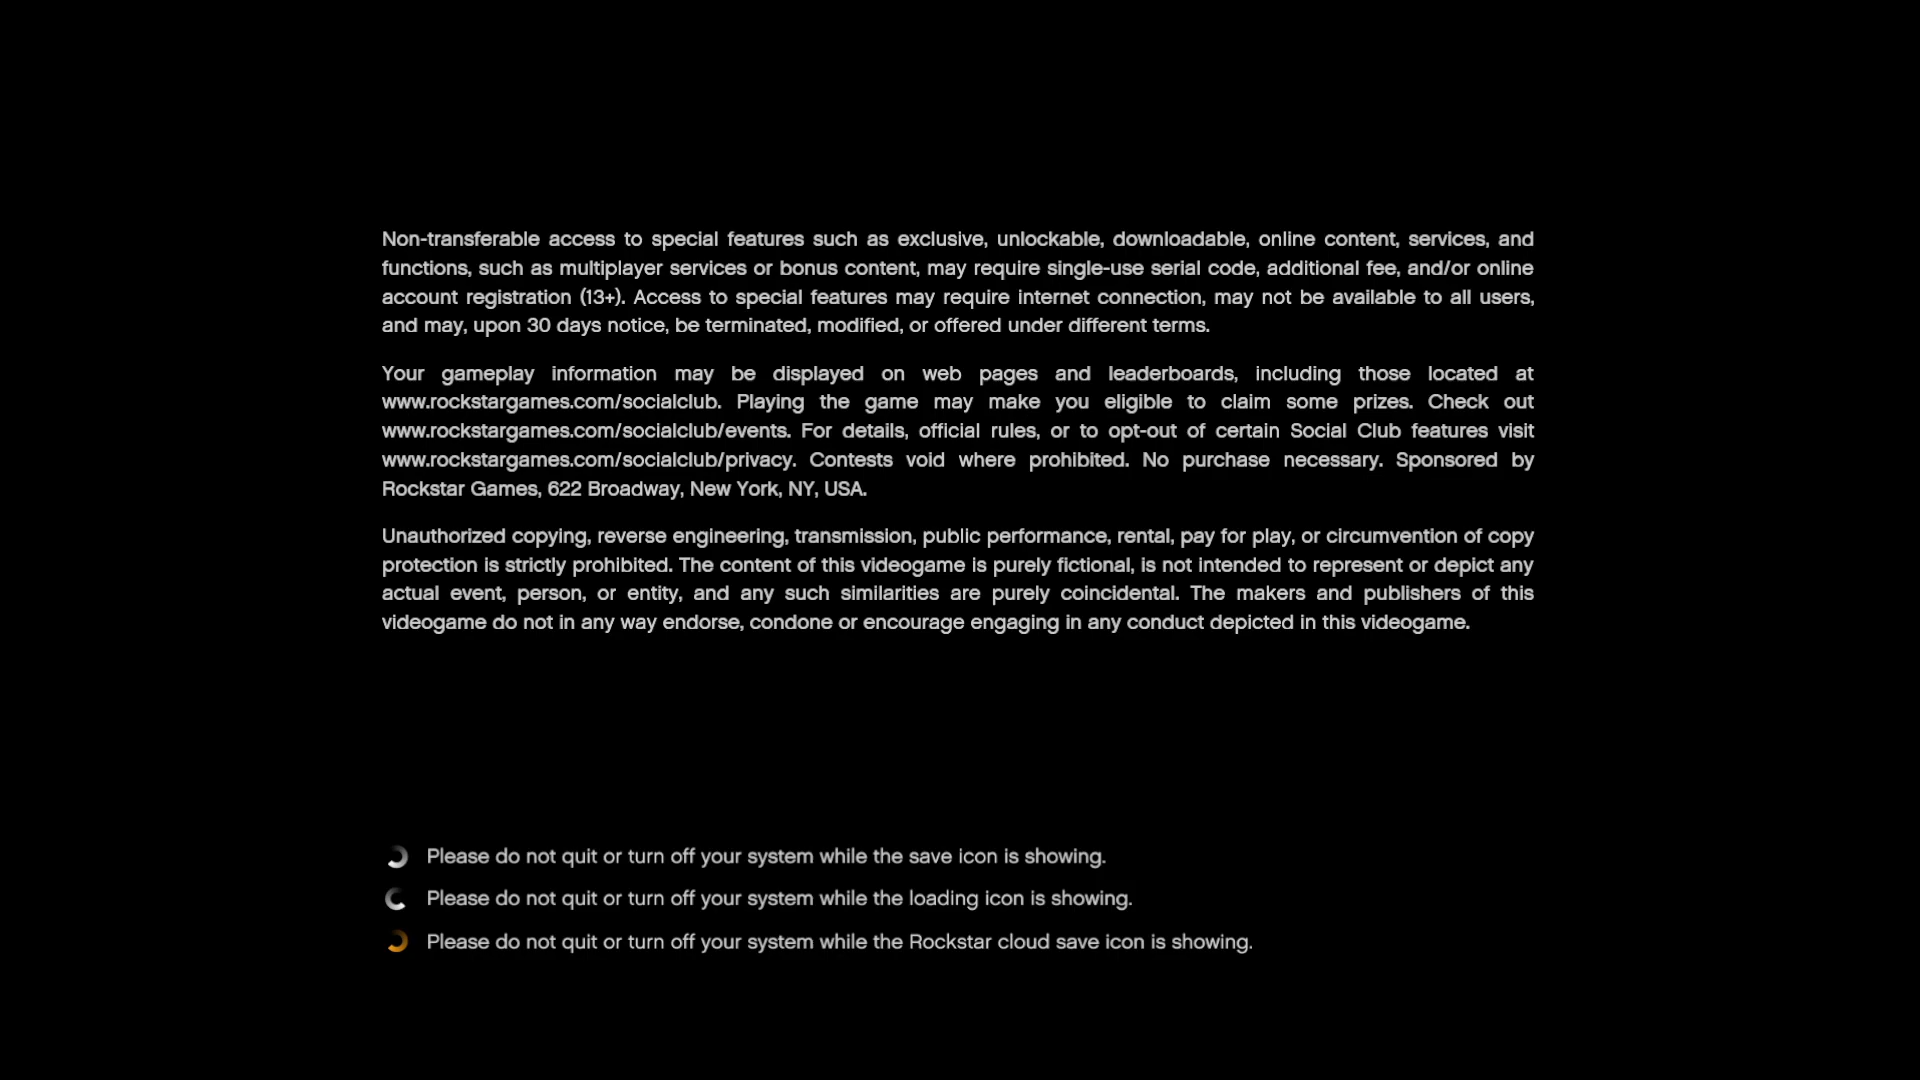 Non-transferable access to special features such as exclusive, unlockable, downloadable, online content, services, and
functions, such as multiplayer services or bonus content, may require single-use serial code, additional fee, and/or online
account registration (13+). Access to special features may require internet connection, may not be available to all users,
and may, upon 30 days notice, be terminated, modified, or offered under different terms.
Your gameplay information may be displayed on web pages and leaderboards, including those located at
www.rockstargames.com/socialclub. Playing the game may make you eligible to claim some prizes. Check out
www.rockstargames.com/socialclub/events. For details, official rules, or to opt-out of certain Social Club features visit
www.rockstargames.com/socialclub/privacy. Contests void where prohibited. No purchase necessary. Sponsored by
Rockstar Games, 622 Broadway, New York, NY, USA.
Unauthorized copying, reverse engineering, transmission, public performance, rental, pay for play, or circumvention of copy
protection is strictly prohibited. The content of this videogame is purely fictional, is not intended to represent or depict any
actual event, person, or entity, and any such similarities are purely coincidental. The makers and publishers of this
videogame do not in any way endorse, condone or encourage engaging in any conduct depicted in this videogame.
Please do not quit or turn off your system while the save icon is showing.
Please do not quit or turn off your system while the loading icon is showing.
Please do not quit or turn off your system while the Rockstar cloud save icon is showing.